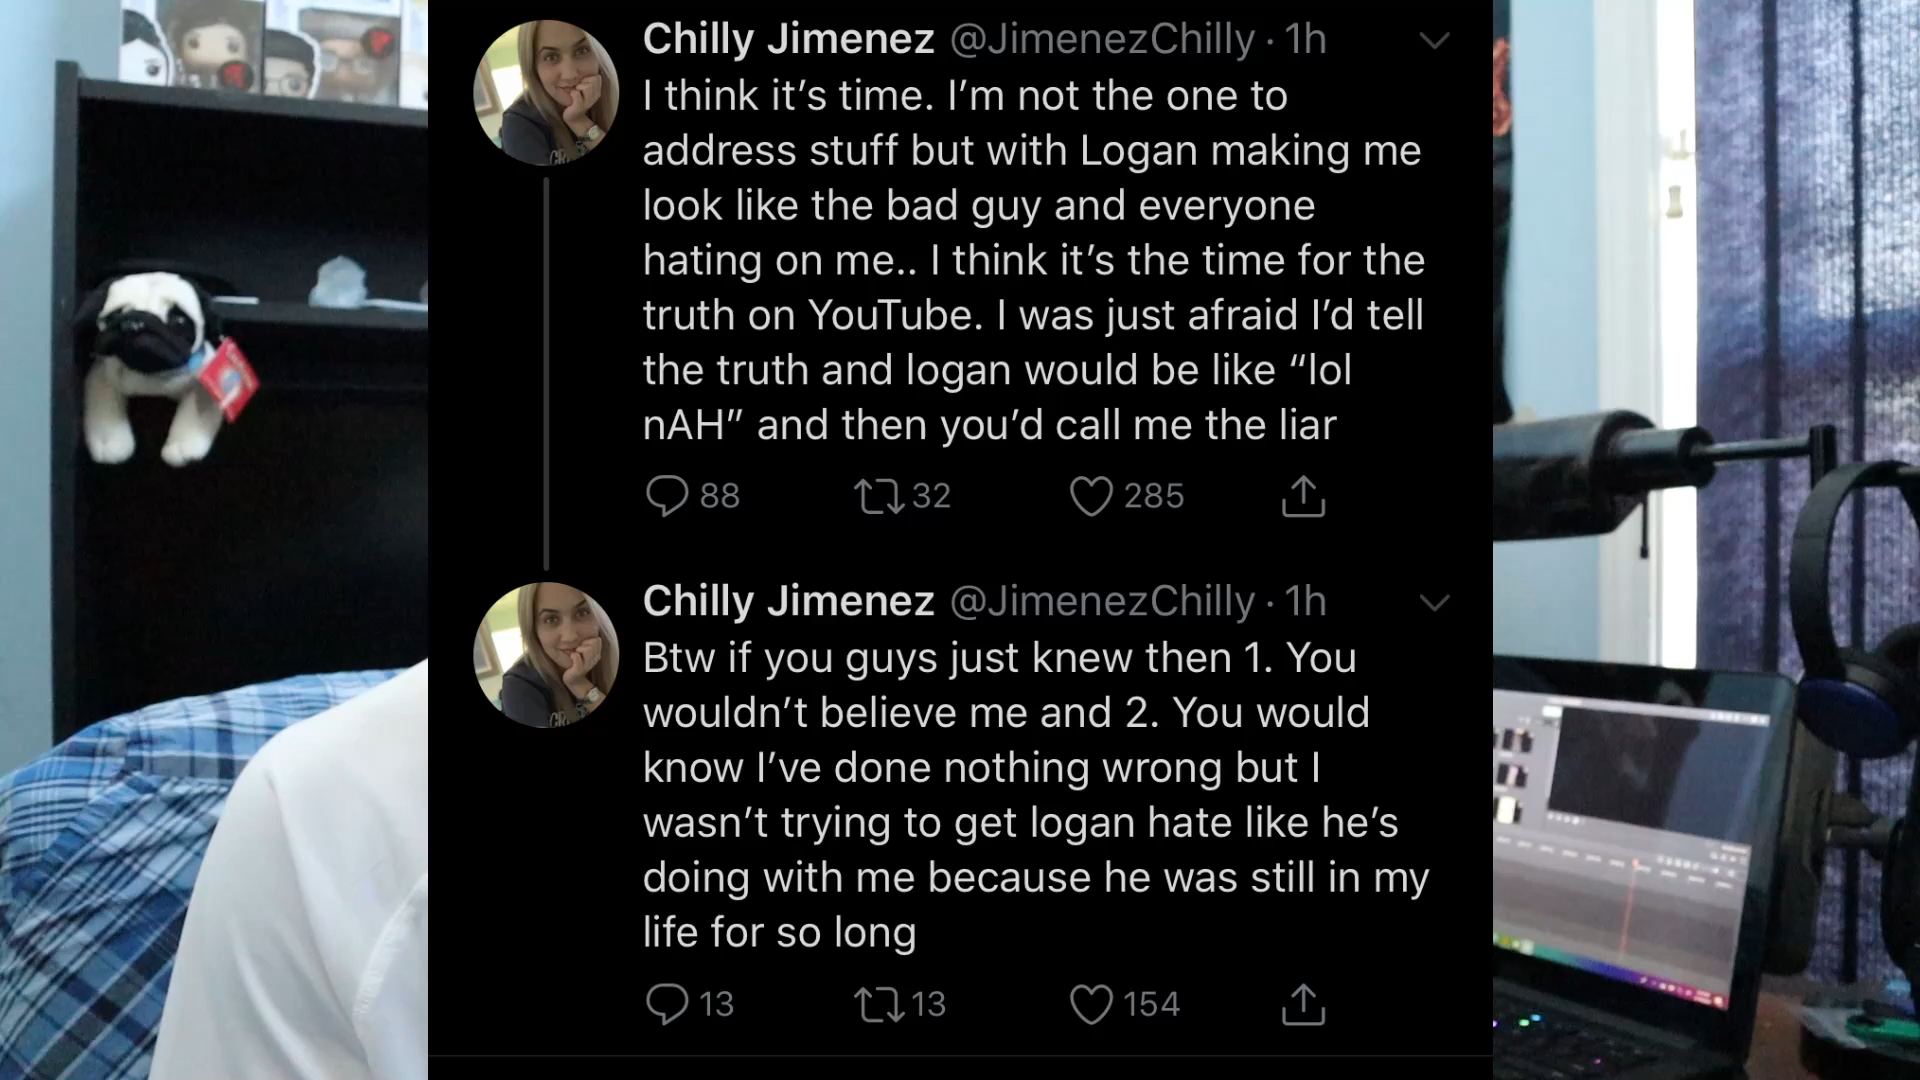 Chilly Jimenez @JimenezChilly · 1h
I think it’s time. I’m not the one to
address stuff but with Logan making me
look like the bad guy and everyone
hating on me.. I think it’s the time for the
truth on YouTube. I was just afraid I’d tell
the truth and logan would be like “lol
nAH” and then you’d call me the liar
88 32 285
Chilly Jimenez @JimenezChilly · 1h
Btw if you guys just knew then 1. You
wouldn’t believe me and 2. You would
know I’ve done nothing wrong but I
wasn’t trying to get logan hate like he’s
doing with me because he was still in my
life for so long
13 13 154